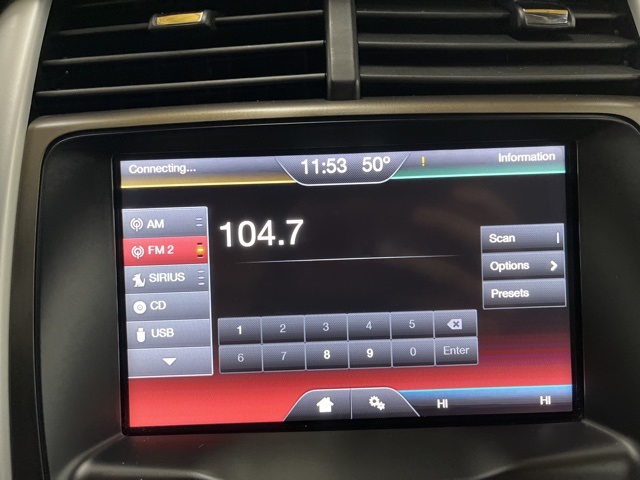 Connecting...
11:53 50° !
Information
AM
FM 2
SIRIUS
CD
USB
104.7
Scan
Options
Presets
1 2 3 4 5
6 7 8 9 0 Enter
HI HI